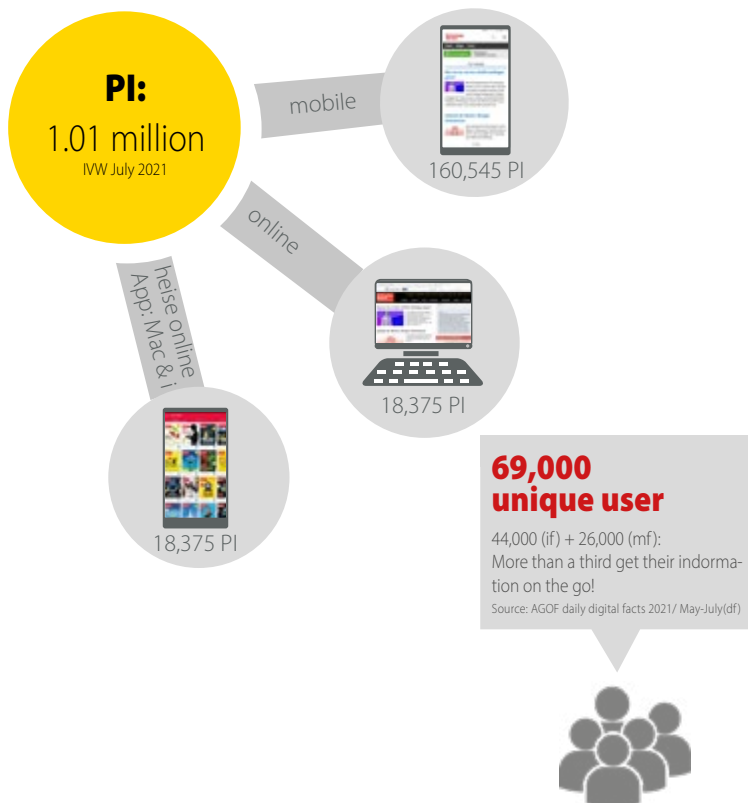 PI:
1.01 million
IVW July 2021
mobile
160,545 PI
online
18,375 PI
heise online
App: Mac & i
18,375 PI
69,000
unique user
44,000 (if) + 26,000 (mf):
More than a third get their indorma-
tion on the go!
Source: AGOF daily digital facts 2021/ May-July(df)